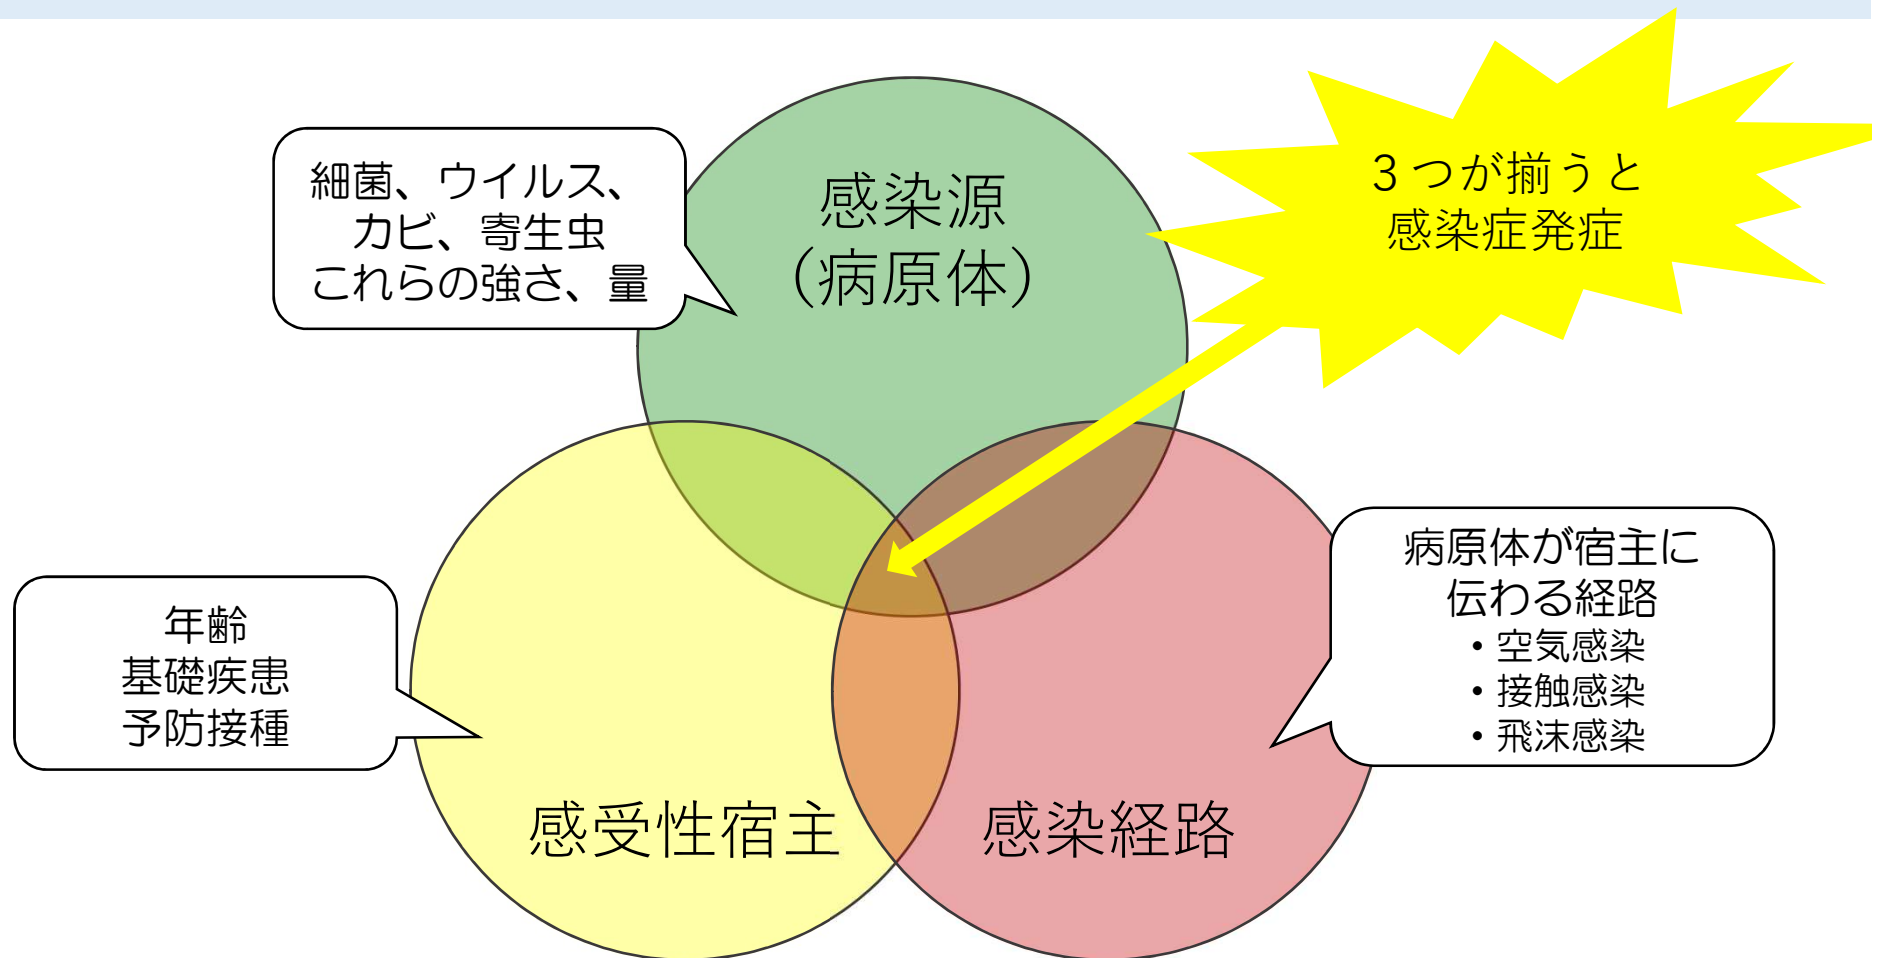 細菌、ウイルス、
カビ、寄生虫
これらの強さ、量
感染源
（病原体）
３つが揃うと
感染症発症
年齢
基礎疾患
予防接種
病原体が宿主に
伝わる経路
・空気感染
・接触感染
・飛沫感染
感受性宿主
感染経路